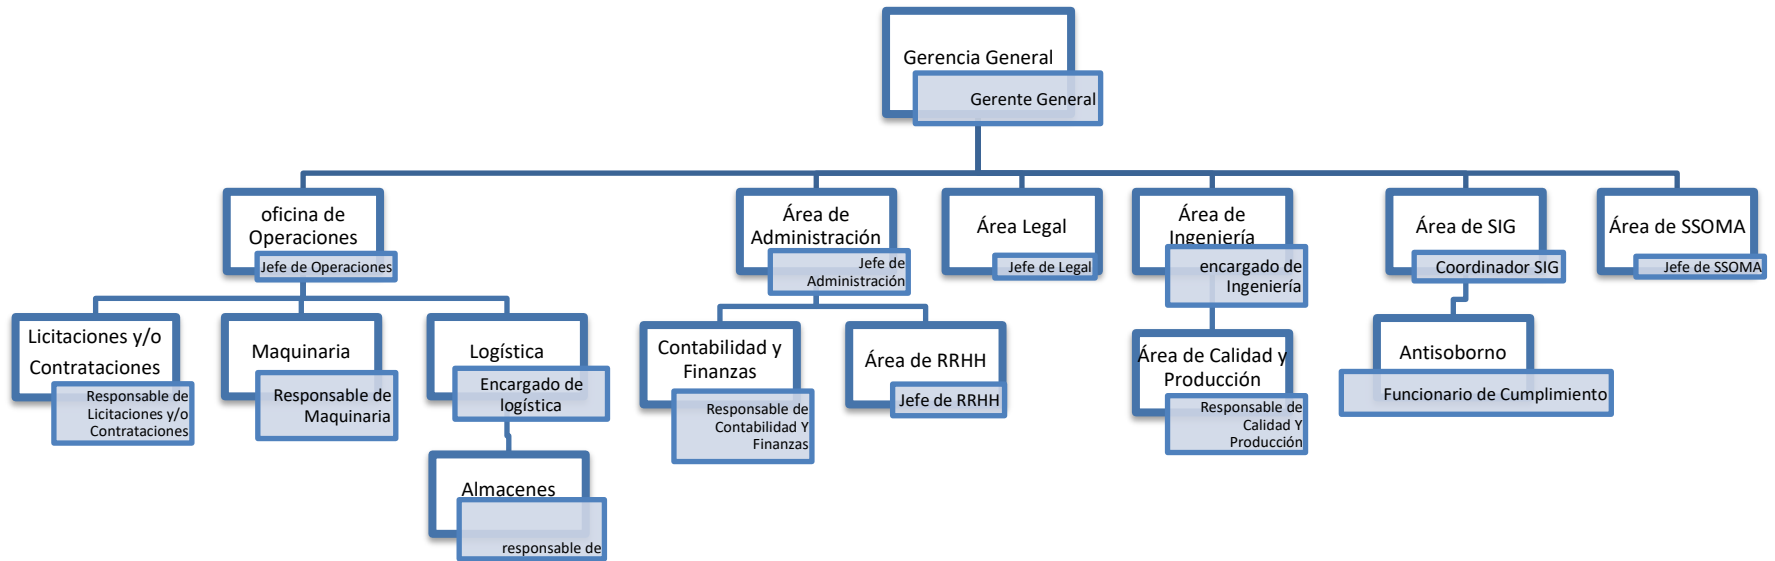 Gerencia General
Gerente General
oficina de
Operaciones
Jefe de Operaciones
Área de
Administración
Jefe de
Administración
Área Legal
Jefe de Legal
Área de
Ingeniería
encargado de
Ingeniería
Área de SIG
Coordinador SIG
Área de SSOMA
Jefe de SSOMA
Licitaciones y/o
Contrataciones
Responsable de
Licitaciones y/o
Contrataciones
Maquinaria
Responsable de
Maquinaria
Logística
Encargado de
logística
Contabilidad y
Finanzas
Responsable de
Contabilidad Y
Finanzas
Área de RRHH
Jefe de RRHH
Área de Calidad y
Producción
Responsable de
Calidad Y
Producción
Antisoborno
Funcionario de Cumplimiento
Almacenes
responsable de